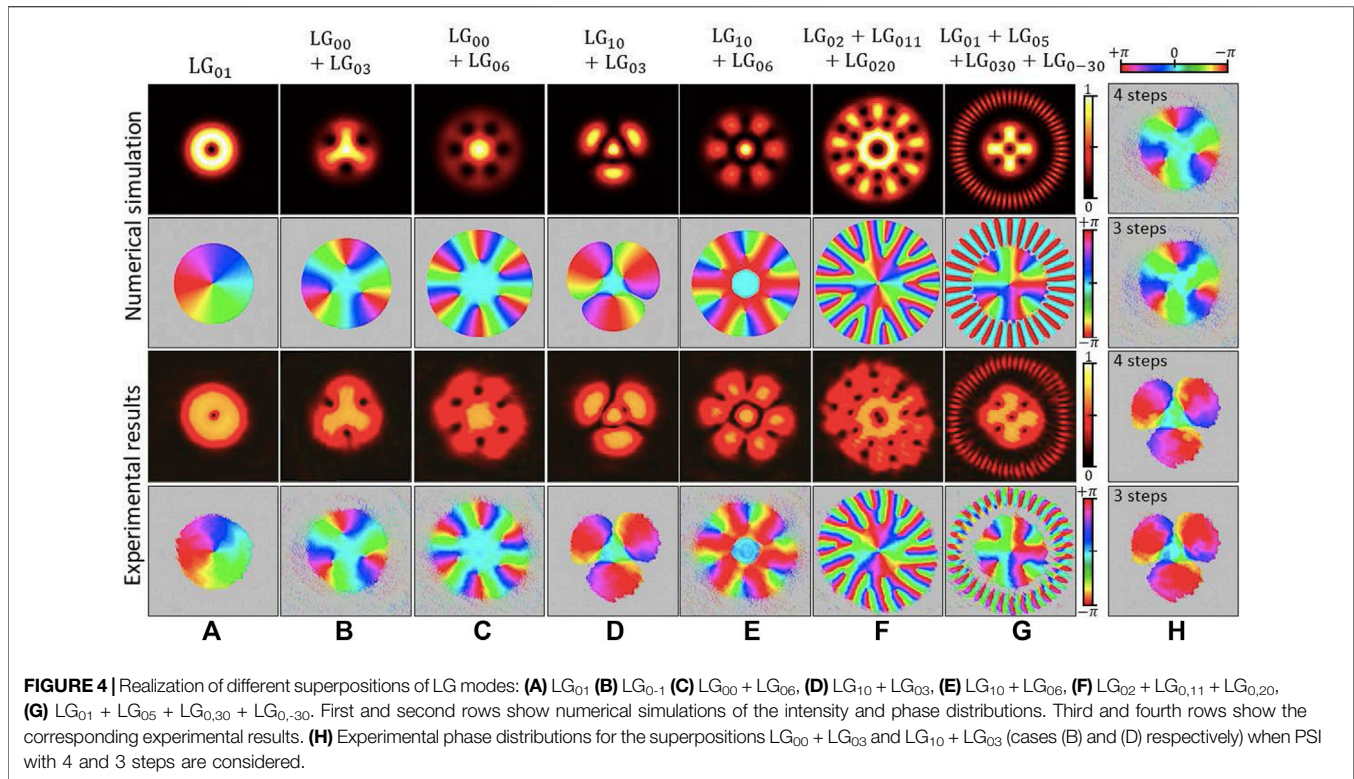 LG₀₁
LG₀₀
+ LG₀₃
LG₀₀
+ LG₀₆
LG₁₀
+ LG₀₃
LG₁₀
+ LG₀₆
LG₀₂ + LG₀₁₁
+ LG₀₂₀
LG₀₁ + LG₀₅
+LG₀₃₀ + LG₀₋₃₀
+π 0 −π
Numerical simulation
Experimental results
1
0
+π
−π
1
0
+π
−π
4 steps
3 steps
4 steps
3 steps
A B C D E F G H
FIGURE 4 | Realization of different superpositions of LG modes: (A) LG₀₁ (B) LG₀₋₁ (C) LG₀₀ + LG₀₆, (D) LG₁₀ + LG₀₃, (E) LG₁₀ + LG₀₆, (F) LG₀₂ + LG₀,₁₁ + LG₀,₂₀,
(G) LG₀₁ + LG₀₅ + LG₀,₃₀ + LG₀,₋₃₀. First and second rows show numerical simulations of the intensity and phase distributions. Third and fourth rows show the
corresponding experimental results. (H) Experimental phase distributions for the superpositions LG₀₀ + LG₀₃ and LG₁₀ + LG₀₃ (cases (B) and (D) respectively) when PSI
with 4 and 3 steps are considered.